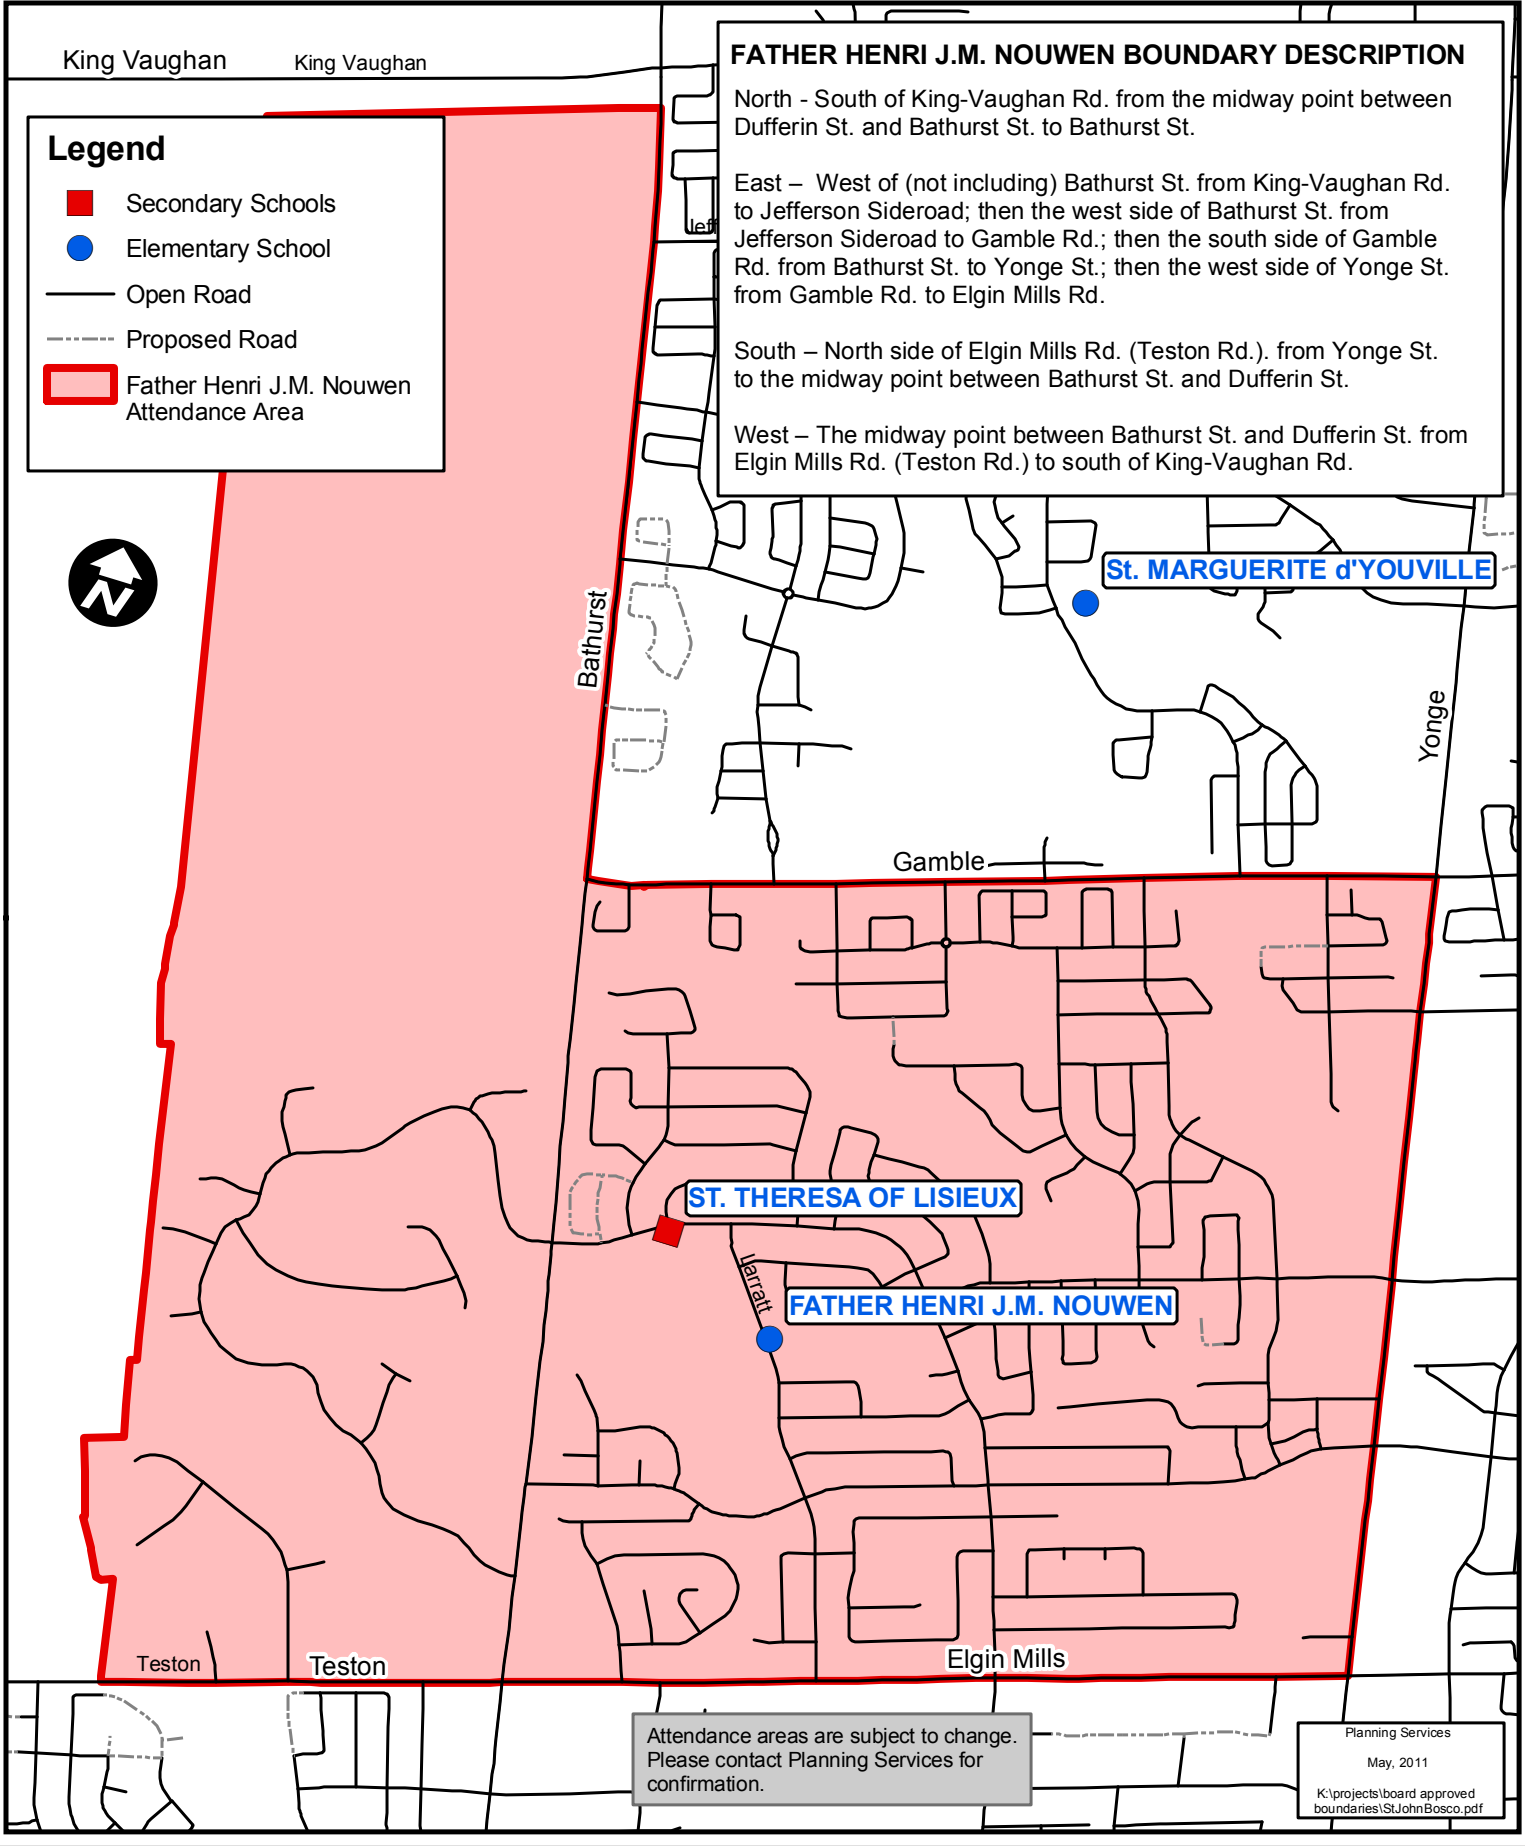 King Vaughan
King Vaughan
FATHER HENRI J.M. NOUWEN BOUNDARY DESCRIPTION
North - South of King-Vaughan Rd. from the midway point between
Dufferin St. and Bathurst St. to Bathurst St.
East – West of (not including) Bathurst St. from King-Vaughan Rd.
to Jefferson Sideroad; then the west side of Bathurst St. from
Jefferson Sideroad to Gamble Rd.; then the south side of Gamble
Rd. from Bathurst St. to Yonge St.; then the west side of Yonge St.
from Gamble Rd. to Elgin Mills Rd.
South – North side of Elgin Mills Rd. (Teston Rd.). from Yonge St.
to the midway point between Bathurst St. and Dufferin St.
West – The midway point between Bathurst St. and Dufferin St. from
Elgin Mills Rd. (Teston Rd.) to south of King-Vaughan Rd.
Legend
Secondary Schools
Elementary School
Open Road
Proposed Road
Father Henri J.M. Nouwen
Attendance Area
Jeff
N
St. MARGUERITE d'YOUVILLE
Bathurst
Yonge
Gamble
ST. THERESA OF LISIEUX
Larratt
FATHER HENRI J.M. NOUWEN
Teston
Teston
Elgin Mills
Attendance areas are subject to change.
Please contact Planning Services for
confirmation.
Planning Services
May, 2011
K:\projects\board approved
boundaries\StJohnBosco.pdf